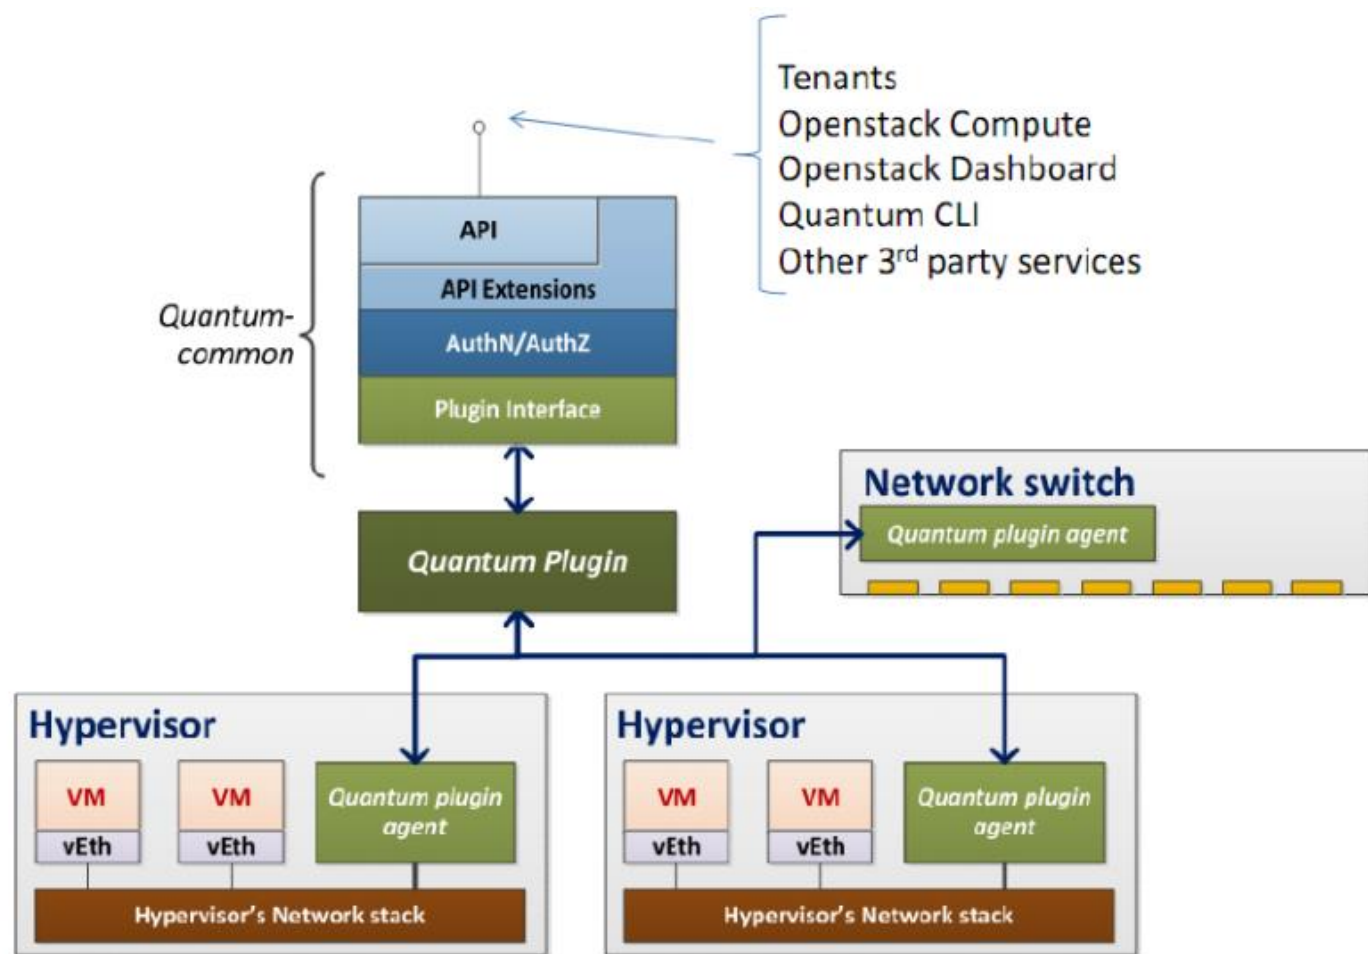 Tenants
Openstack Compute
Openstack Dashboard
Quantum CLI
Other 3rd party services
API
API Extensions
AuthN/AuthZ
Plugin Interface
Quantum-
common
Quantum Plugin
Network switch
Quantum plugin agent
Hypervisor
VM
vEth
VM
vEth
Quantum plugin
agent
Hypervisor's Network stack
Hypervisor
VM
vEth
VM
vEth
Quantum plugin
agent
Hypervisor's Network stack